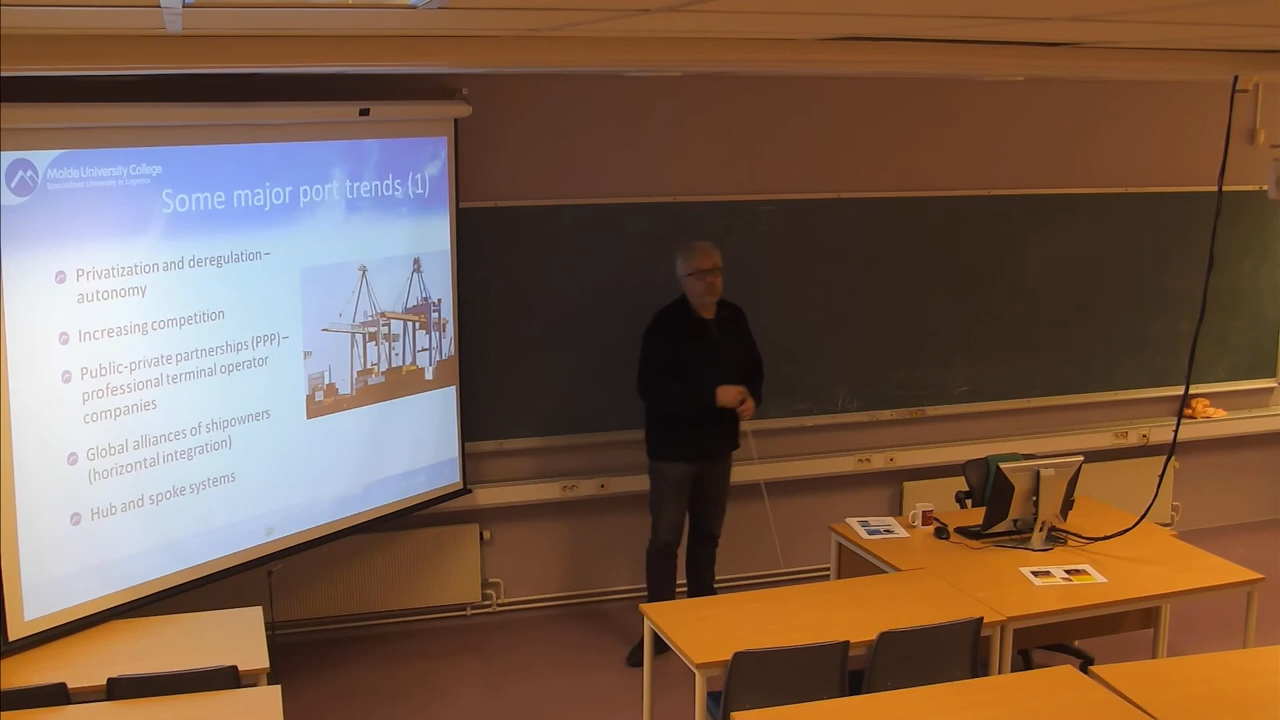 Molde University College
Specialized University in Logistics
Some major port trends (1)
Privatization and deregulation –
autonomy
Increasing competition
Public-private partnerships (PPP) –
professional terminal operator
companies
Global alliances of shipowners
(horizontal integration)
Hub and spoke systems